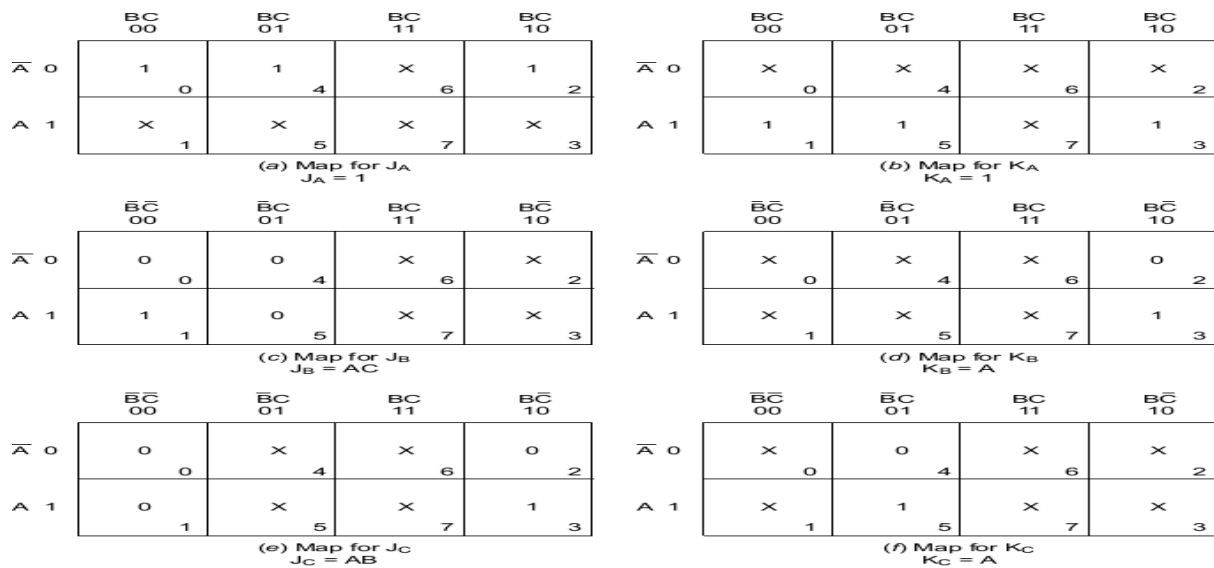 BC BC BC BC
00 01 11 10
A̅ 0 1 1 X 1
0 4 6 2
A 1 X X X X
1 5 7 3
(a) Map for J_A
J_A = 1
BC BC BC BC
00 01 11 10
A̅ 0 X X X X
0 4 6 2
A 1 1 1 X 1
1 5 7 3
(b) Map for K_A
K_A = 1
B̅C̅ B̅C BC BC̅
00 01 11 10
A̅ 0 0 0 X X
0 4 6 2
A 1 1 0 X X
1 5 7 3
(c) Map for J_B
J_B = AC
B̅C̅ B̅C BC BC̅
00 01 11 10
A̅ 0 X X X 0
0 4 6 2
A 1 X X X 1
1 5 7 3
(d) Map for K_B
K_B = A
B̅C̅ B̅C BC BC̅
00 01 11 10
A̅ 0 0 X X 0
0 4 6 2
A 1 0 X X 1
1 5 7 3
(e) Map for J_C
J_C = AB
B̅C̅ B̅C BC BC̅
00 01 11 10
A̅ 0 X 0 X X
0 4 6 2
A 1 X 1 X X
1 5 7 3
(f) Map for K_C
K_C = A